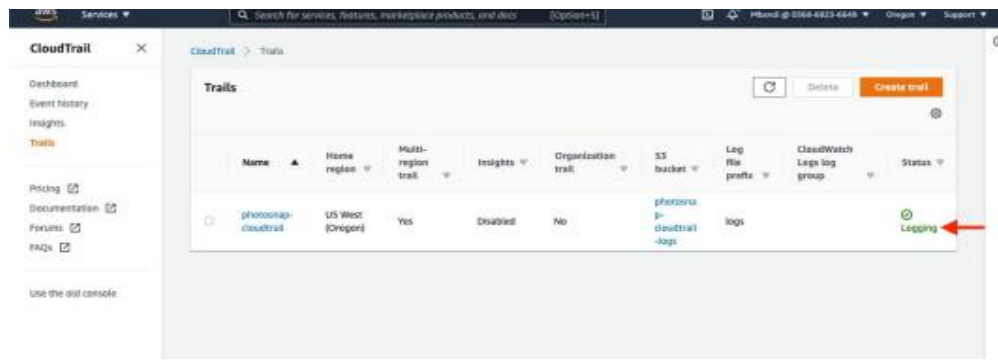 aws Services Search for services, features, marketplace products, and docs [Option+S] Oregon Support
CloudTrail
CloudTrail > Trails
Dashboard
Event history
Insights
Trails
Pricing
Documentation
Forums
FAQs
Use the old console
Trails
Delete
Create trail
Name
Home region
Multi-region trail
Insights
Organization trail
S3 bucket
Log file prefix
CloudWatch Logs log group
Status
photosnap-cloudtrail
US West (Oregon)
Yes
Disabled
No
photosnap-cloudtrail-logs
logs
Logging